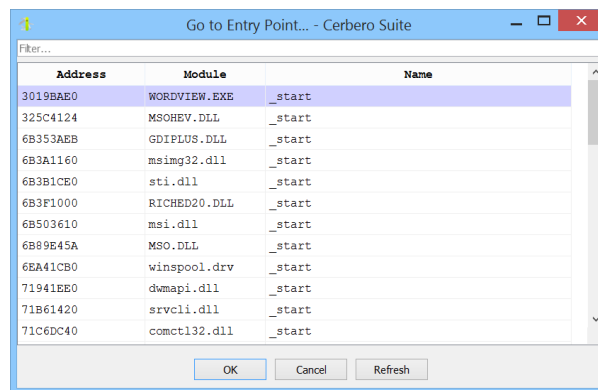 Go to Entry Point... - Cerbero Suite
Filter...
Address Module Name
3019BAE0 WORDVIEW.EXE _start
325C4124 MSOHEV.DLL _start
6B353AEB GDIPLUS.DLL _start
6B3A1160 msimg32.dll _start
6B3B1CE0 sti.dll _start
6B3F1000 RICHED20.DLL _start
6B503610 msi.dll _start
6B89E45A MSO.DLL _start
6EA41CB0 winspool.drv _start
71941EE0 dwmapi.dll _start
71B61420 srvcli.dll _start
71C6DC40 comctl32.dll _start
OK Cancel Refresh